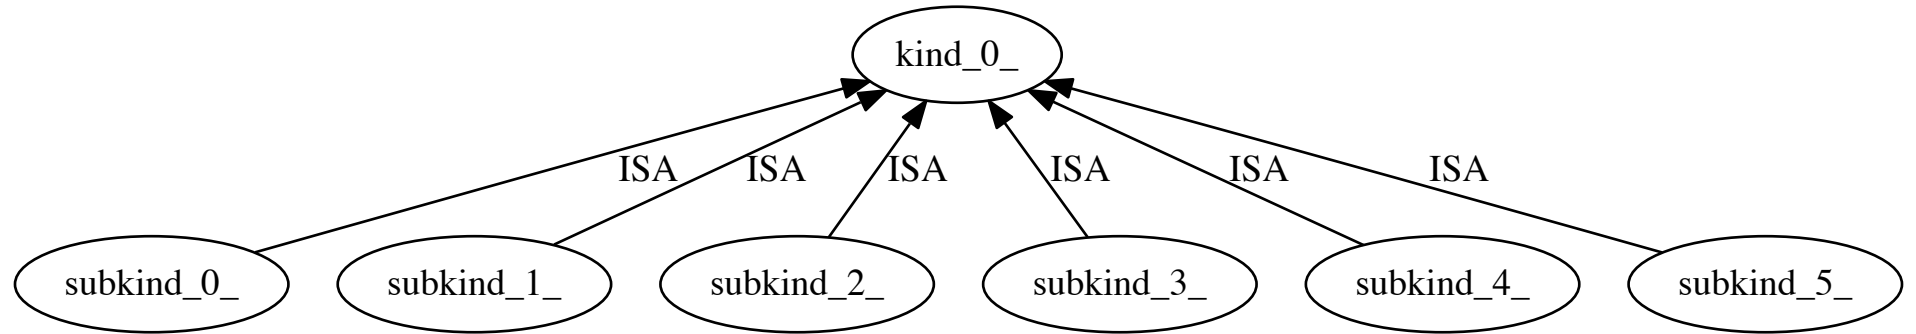 kind_0_
ISA ISA ISA ISA ISA ISA
subkind_0_ subkind_1_ subkind_2_ subkind_3_ subkind_4_ subkind_5_